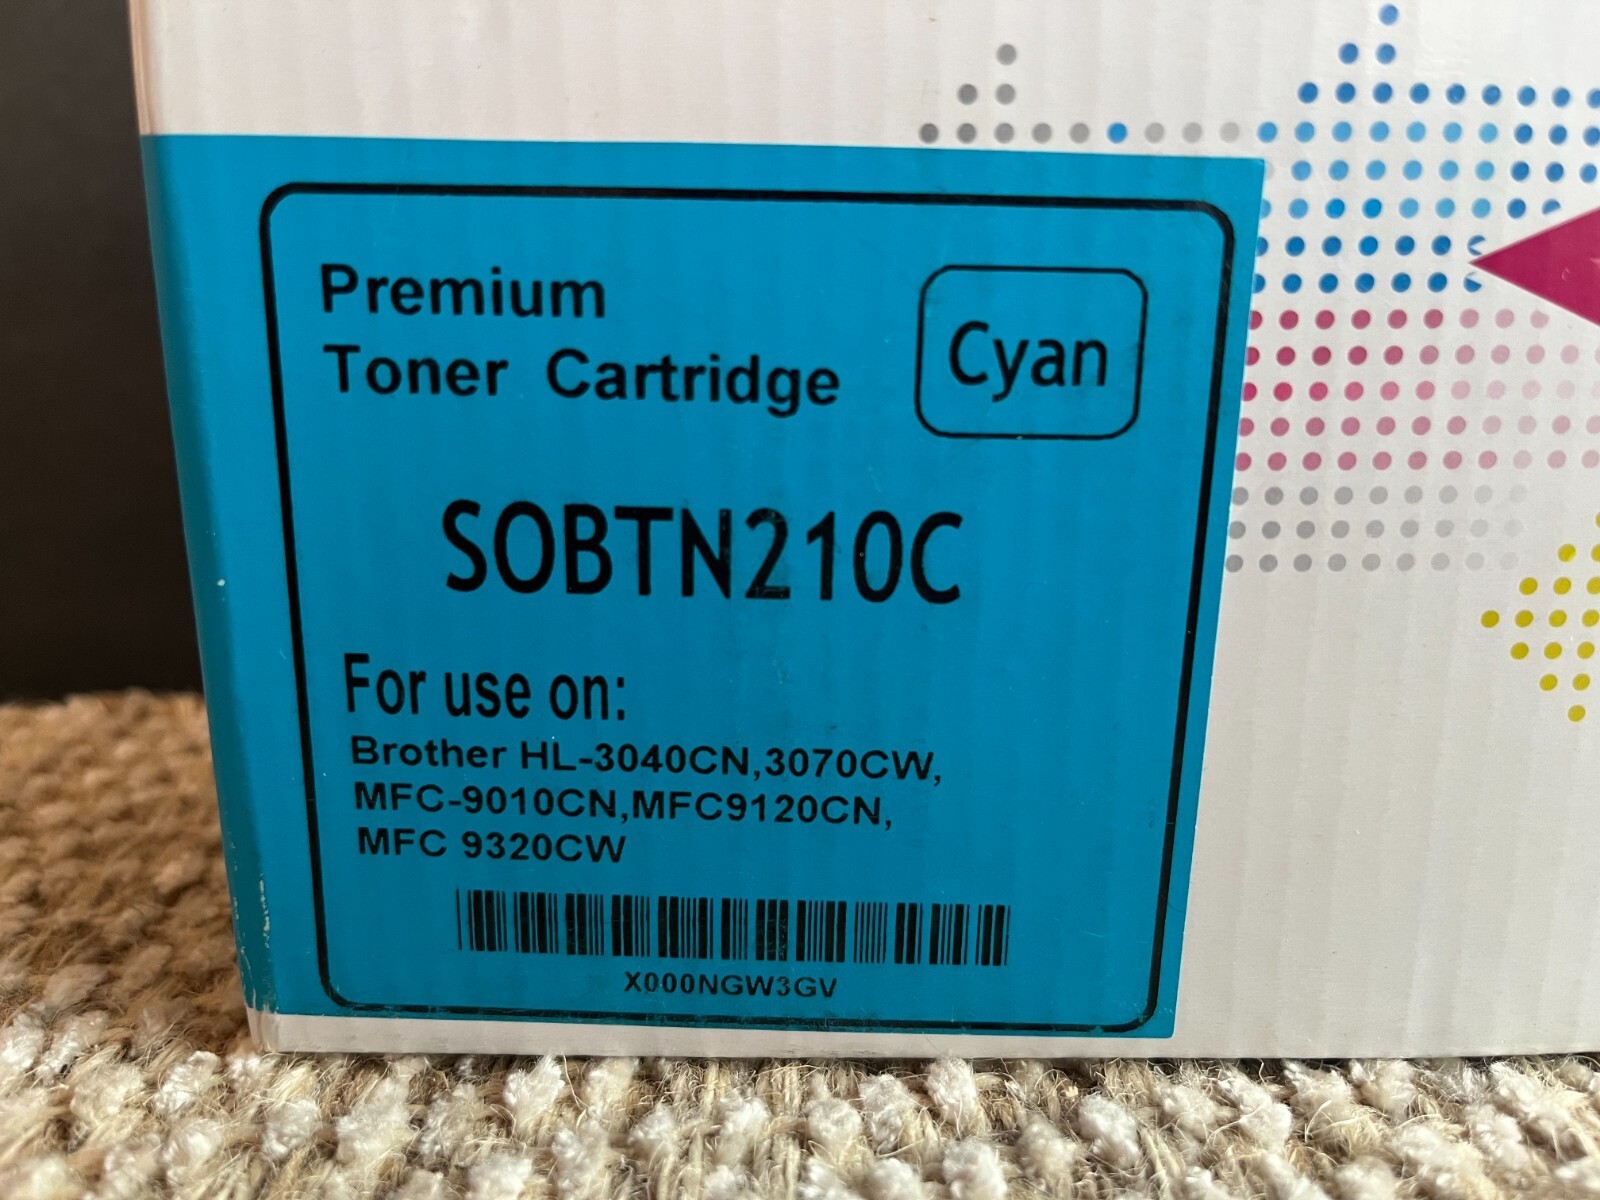 Premium
Toner Cartridge
Cyan
SOBTN210C
For use on:
Brother HL-3040CN,3070CW,
MFC-9010CN,MFC9120CN,
MFC 9320CW
X000NGW3GV